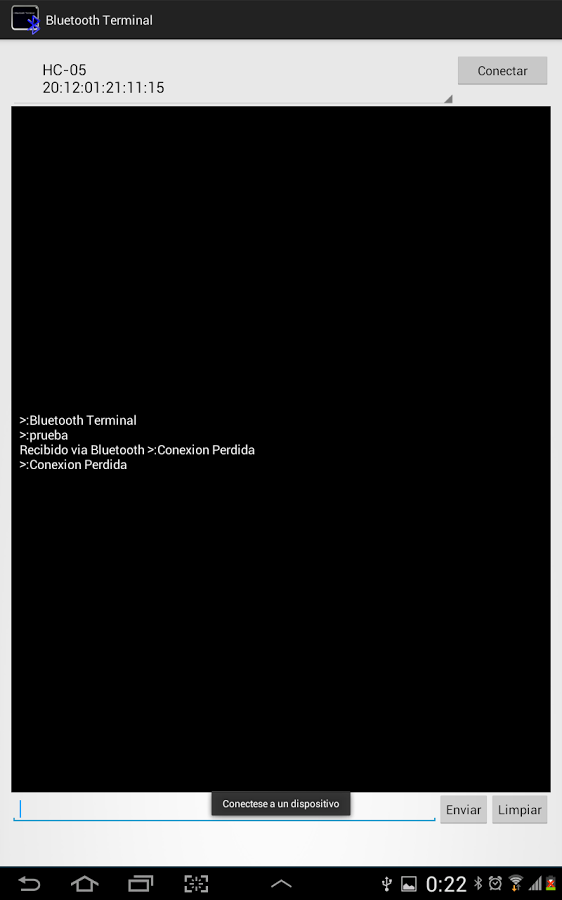 Bluetooth Terminal
HC-05
20:12:01:21:11:15
Conectar
>:Bluetooth Terminal
>:prueba
Recibido via Bluetooth >:Conexion Perdida
>:Conexion Perdida
Conectese a un dispositivo
Enviar
Limpiar
0:22